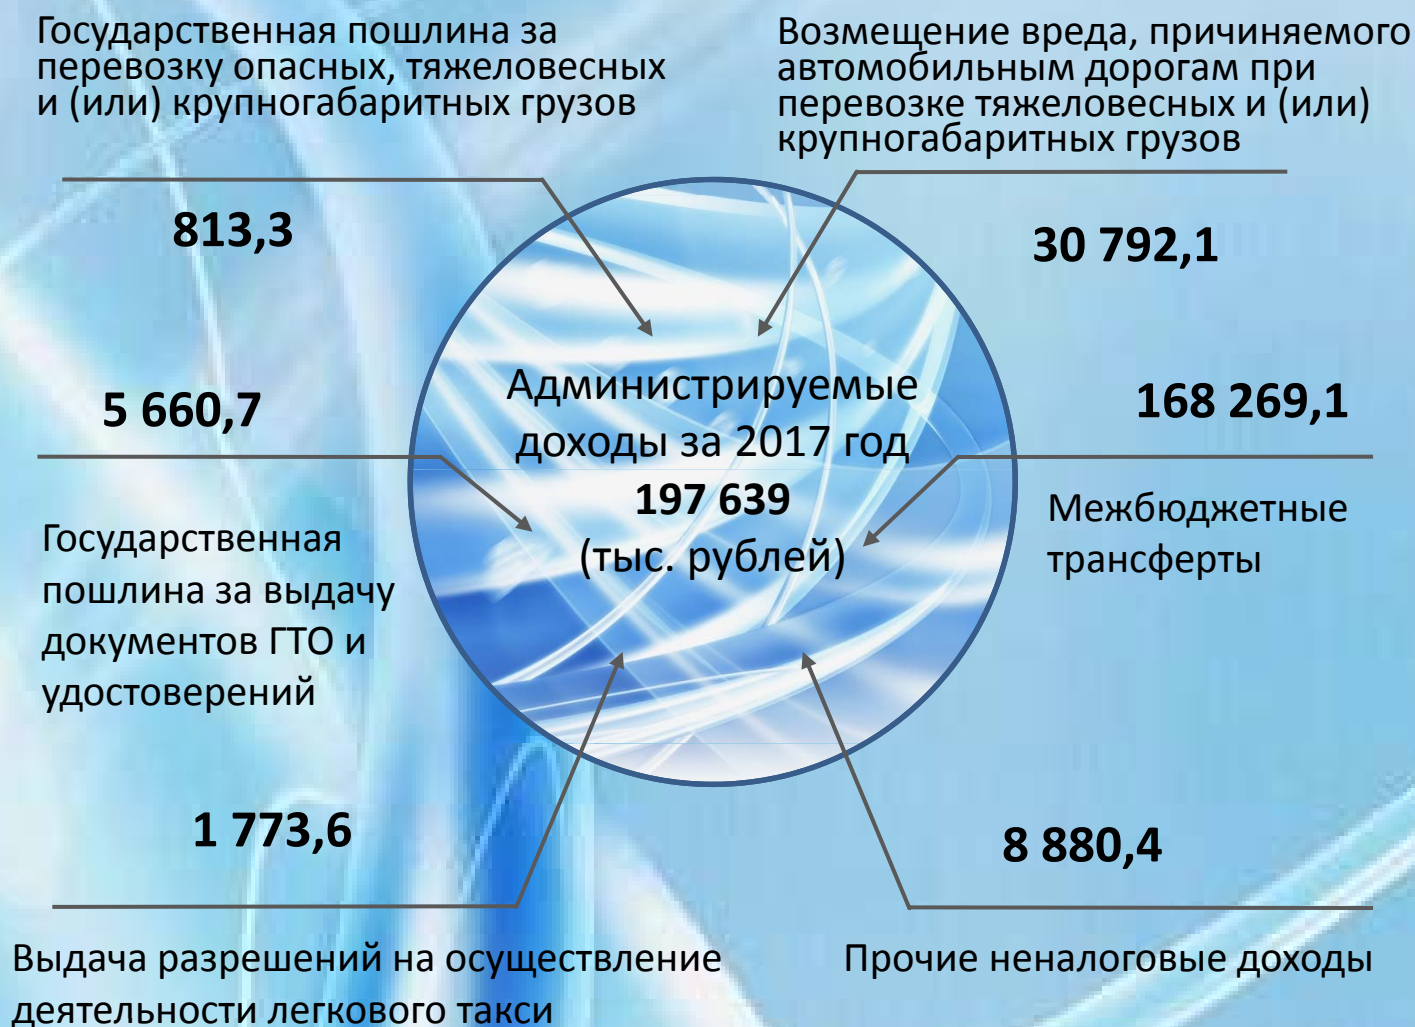 Государственная пошлина за
перевозку опасных, тяжеловесных
и (или) крупногабаритных грузов
813,3
Возмещение вреда, причиняемого
автомобильным дорогам при
перевозке тяжеловесных и (или)
крупногабаритных грузов
30 792,1
5 660,7
Государственная
пошлина за выдачу
документов ГТО и
удостоверений
Администрируемые
доходы за 2017 год
197 639
(тыс. рублей)
168 269,1
Межбюджетные
трансферты
1 773,6
Выдача разрешений на осуществление
деятельности легкового такси
8 880,4
Прочие неналоговые доходы